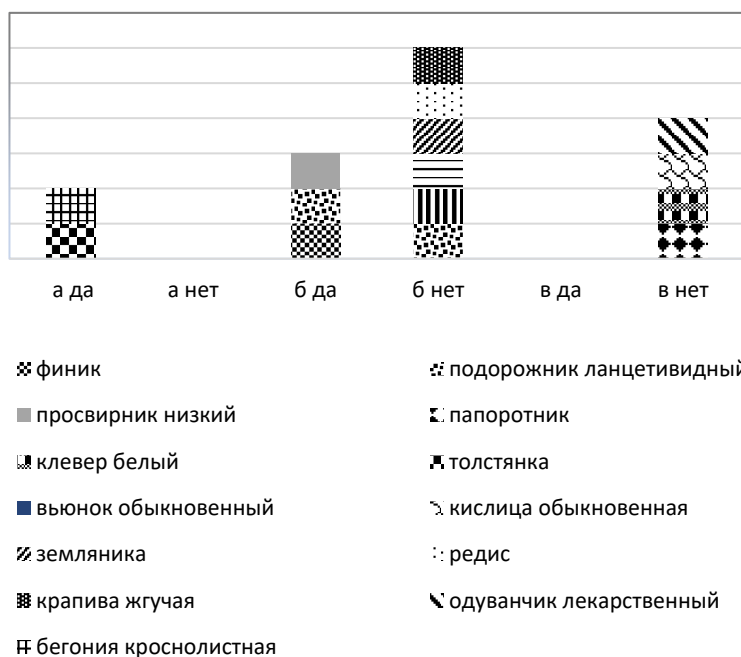 а да а нет б да б нет в да в нет
финик подорожник ланцетивидный
просвирник низкий папоротник
клевер белый толстянка
вьюнок обыкновенный кислица обыкновенная
земляника редис
крапива жгучая одуванчик лекарственный
бегония кроснолистная